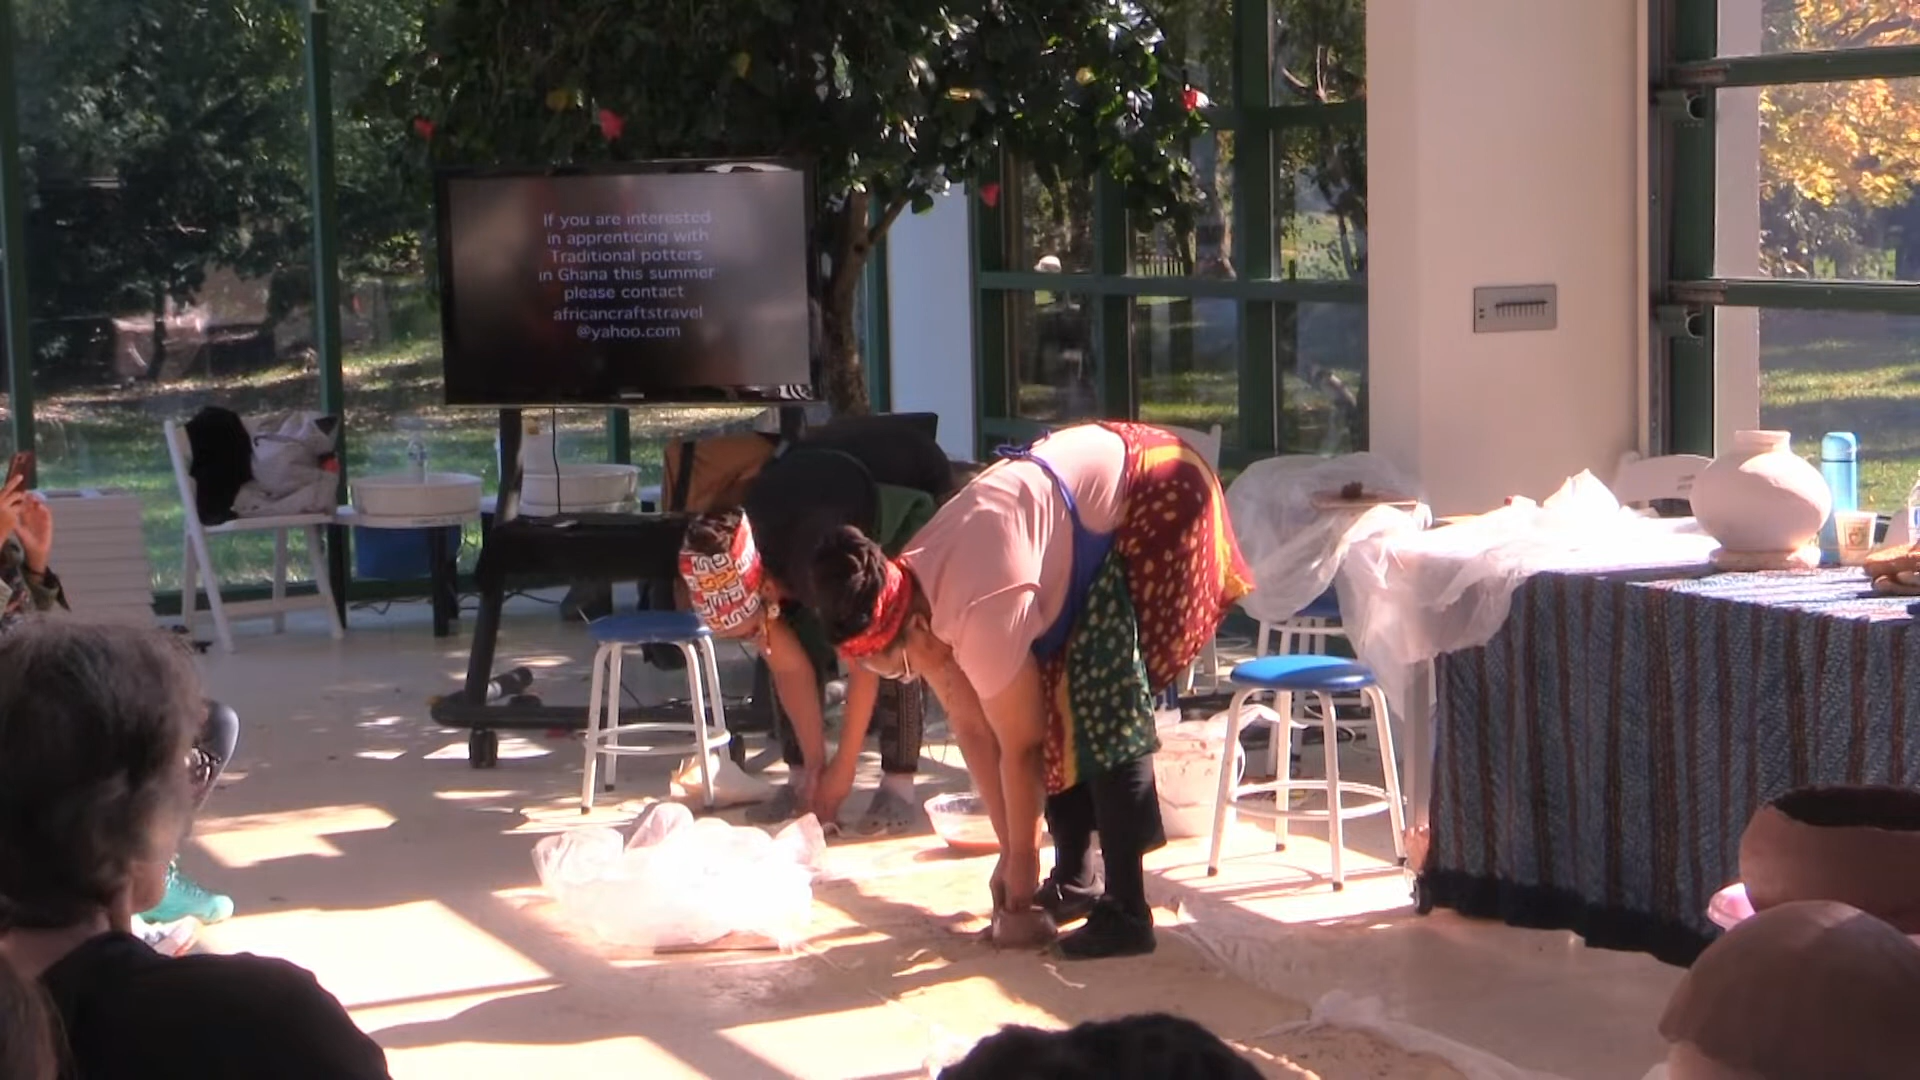 If you are interested
in apprenticing with
Traditional potters
in Ghana this summer
please contact
africancraftstravel
@yahoo.com